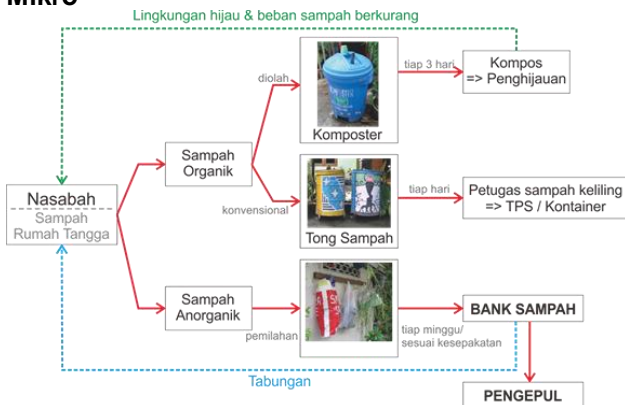 Mikro
Lingkungan hijau & beban sampah berkurang
diolah
Komposter
tiap 3 hari
Kompos
=> Penghijauan
Sampah
Organik
Nasabah
Sampah
Rumah Tangga
konvensional
Tong Sampah
tiap hari
Petugas sampah keliling
=> TPS / Kontainer
Sampah
Anorganik
pemilahan
tiap minggu/
sesuai kesepakatan
BANK SAMPAH
Tabungan
PENGEPUL